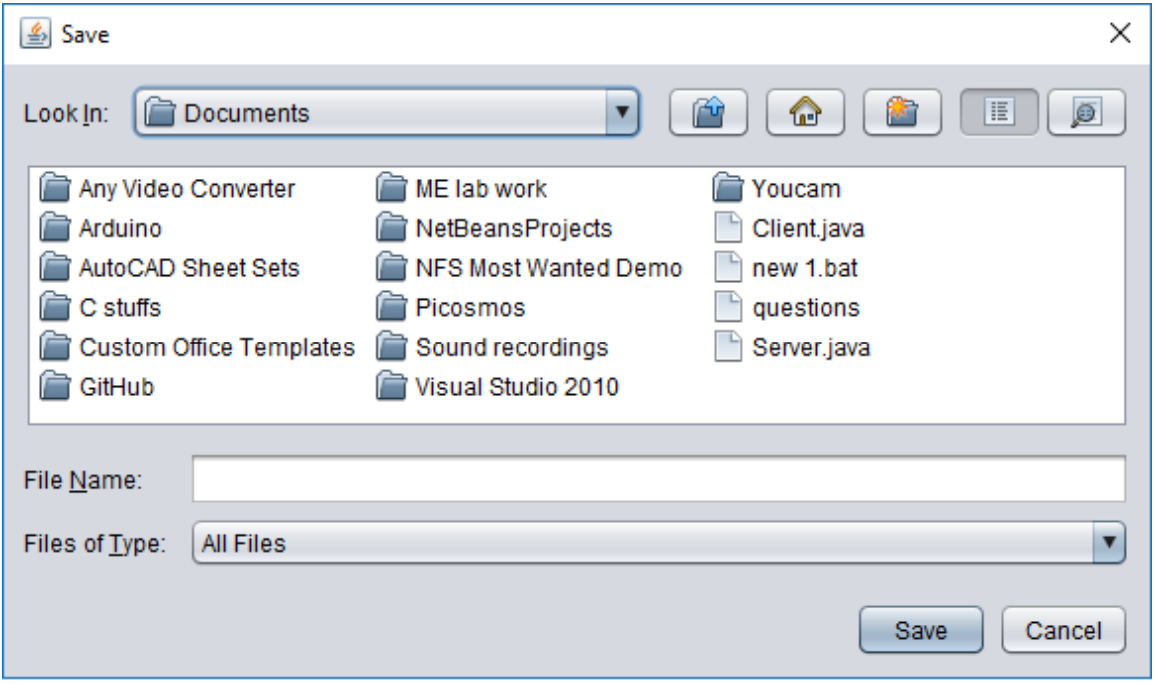 Save
Look In: Documents
Any Video Converter
Arduino
AutoCAD Sheet Sets
C stuffs
Custom Office Templates
GitHub
ME lab work
NetBeansProjects
NFS Most Wanted Demo
Picosmos
Sound recordings
Visual Studio 2010
Youcam
Client.java
new 1.bat
questions
Server.java
File Name:
Files of Type: All Files
Save Cancel